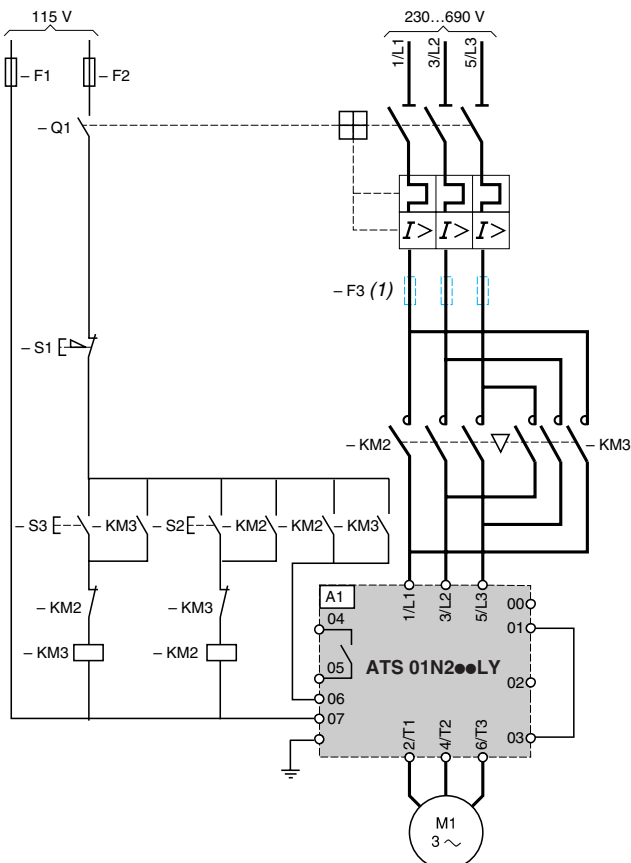 115 V
230...690 V
1/L1
3/L2
5/L3
– F1
– F2
– Q1
I>
I>
I>
– F3 (1)
– S1
– KM2
– KM3
– S3
– KM3
– S2
– KM2
– KM2
– KM3
– KM2
– KM3
– KM3
– KM2
A1
1/L1
3/L2
5/L3
00
04
01
05
ATS 01N2●●LY
02
06
07
03
2/T1
4/T2
6/T3
M1
3 ~